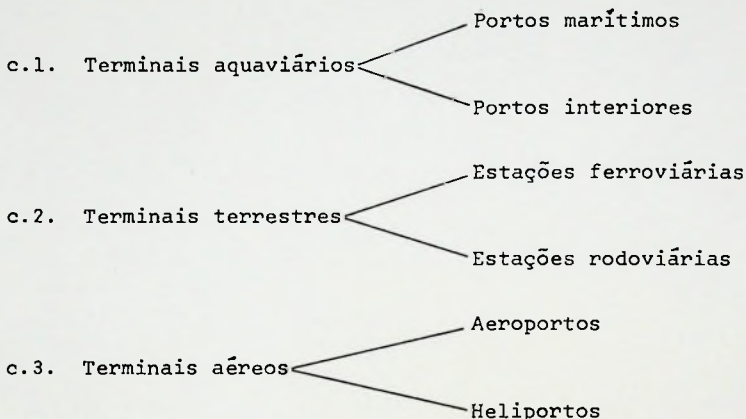 Portos marítimos
c.1. Terminais aquaviários
Portos interiores
Estações ferroviárias
c.2. Terminais terrestres
Estações rodoviárias
Aeroportos
c.3. Terminais aéreos
Heliportos